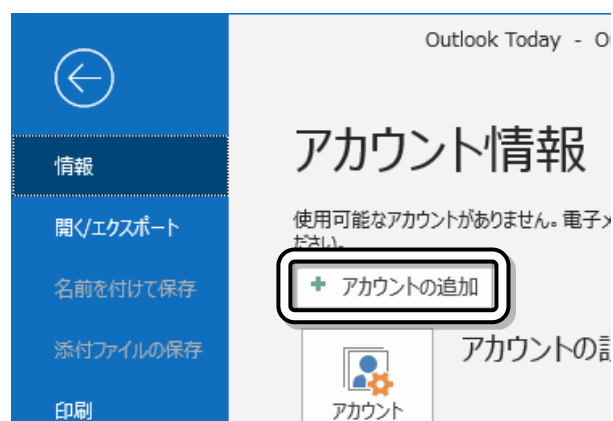 Outlook Today - O
情報
開く/エクスポート
名前を付けて保存
添付ファイルの保存
印刷
アカウント情報
使用可能なアカウントがありません。電子メ
ださい。
+ アカウントの追加
アカウント
アカウントの